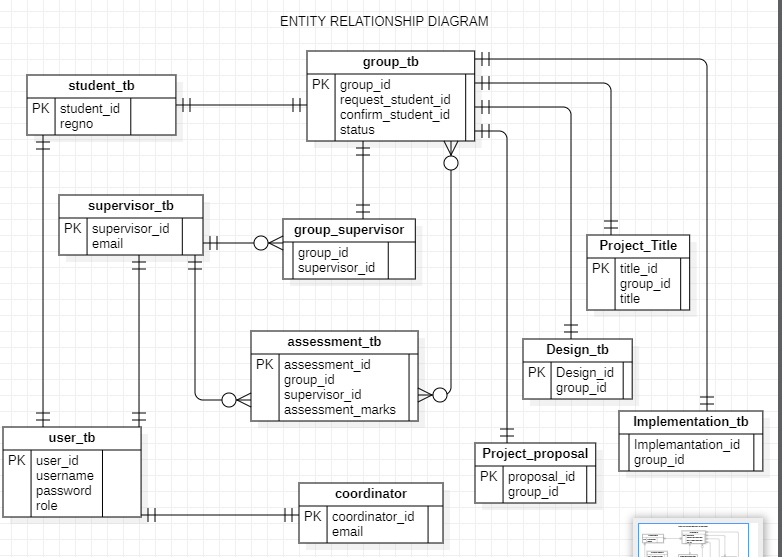 ENTITY RELATIONSHIP DIAGRAM
group_tb
PK
group_id
request_student_id
confirm_student_id
status
student_tb
PK
student_id
regno
supervisor_tb
PK
supervisor_id
email
group_supervisor
group_id
supervisor_id
Project_Title
PK
title_id
group_id
title
assessment_tb
PK
assessment_id
group_id
supervisor_id
assessment_marks
Design_tb
PK
Design_id
group_id
Implementation_tb
Implemantation_id
group_id
user_tb
PK
user_id
username
password
role
Project_proposal
PK
proposal_id
group_id
coordinator
PK
coordinator_id
email